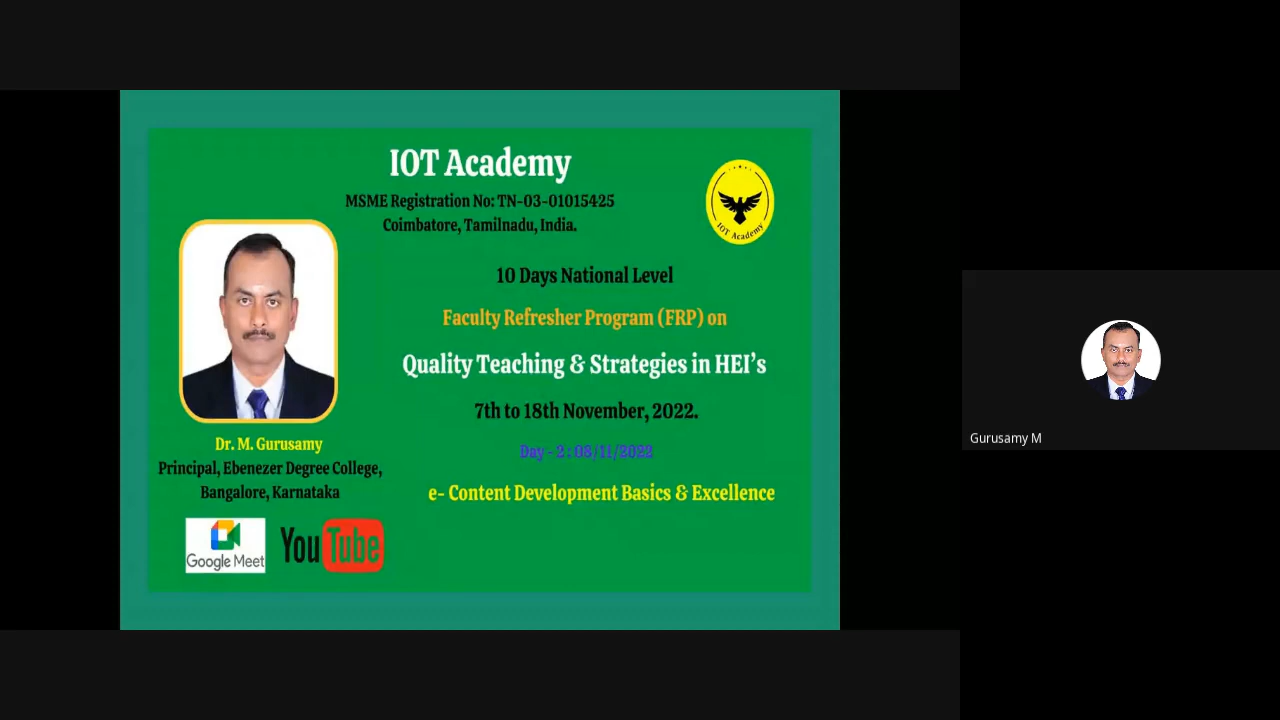 IOT Academy
MSME Registration No: TN-03-01015425
Coimbatore, Tamilnadu, India.
IOT Academy
10 Days National Level
Faculty Refresher Program (FRP) on
Quality Teaching & Strategies in HEI's
7th to 18th November, 2022.
Day - 2 : 08/11/2022
e- Content Development Basics & Excellence
Dr. M. Gurusamy
Principal, Ebenezer Degree College,
Bangalore, Karnataka
Google Meet
YouTube
Gurusamy M